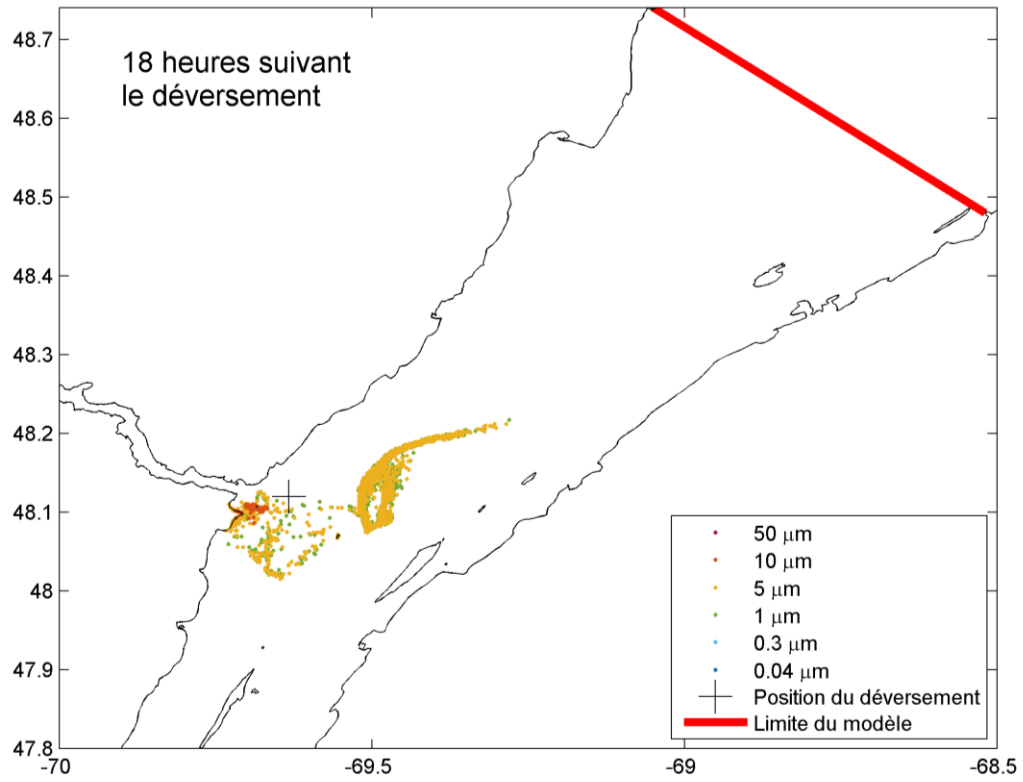 48.7
48.6
48.5
48.4
48.3
48.2
48.1
48
47.9
47.8
-70
-69.5
-69
-68.5
18 heures suivant
le déversement
50 μm
10 μm
5 μm
1 μm
0.3 μm
0.04 μm
Position du déversement
Limite du modèle